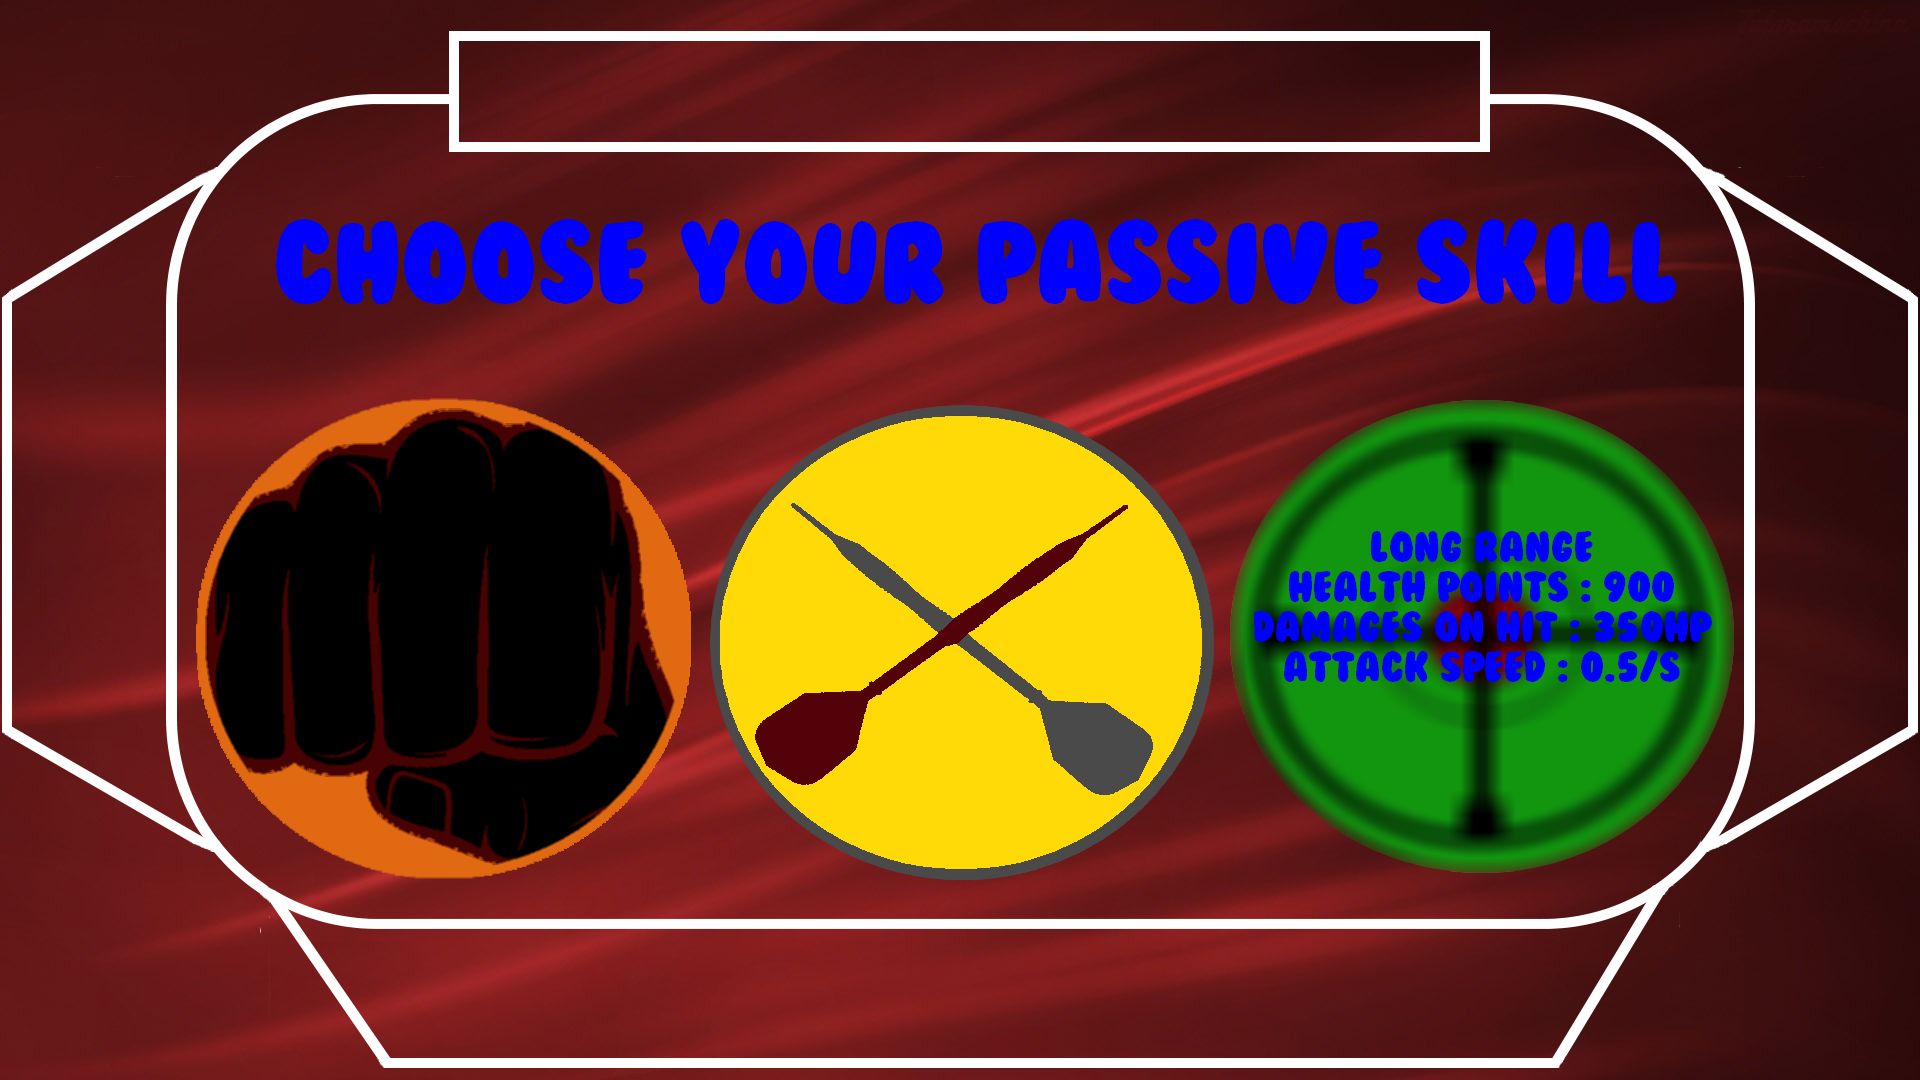 CHOOSE YOUR PASSIVE SKILL
LONG RANGE
HEALTH POINTS : 900
DAMAGES ON HIT : 350HP
ATTACK SPEED : 0.5/S